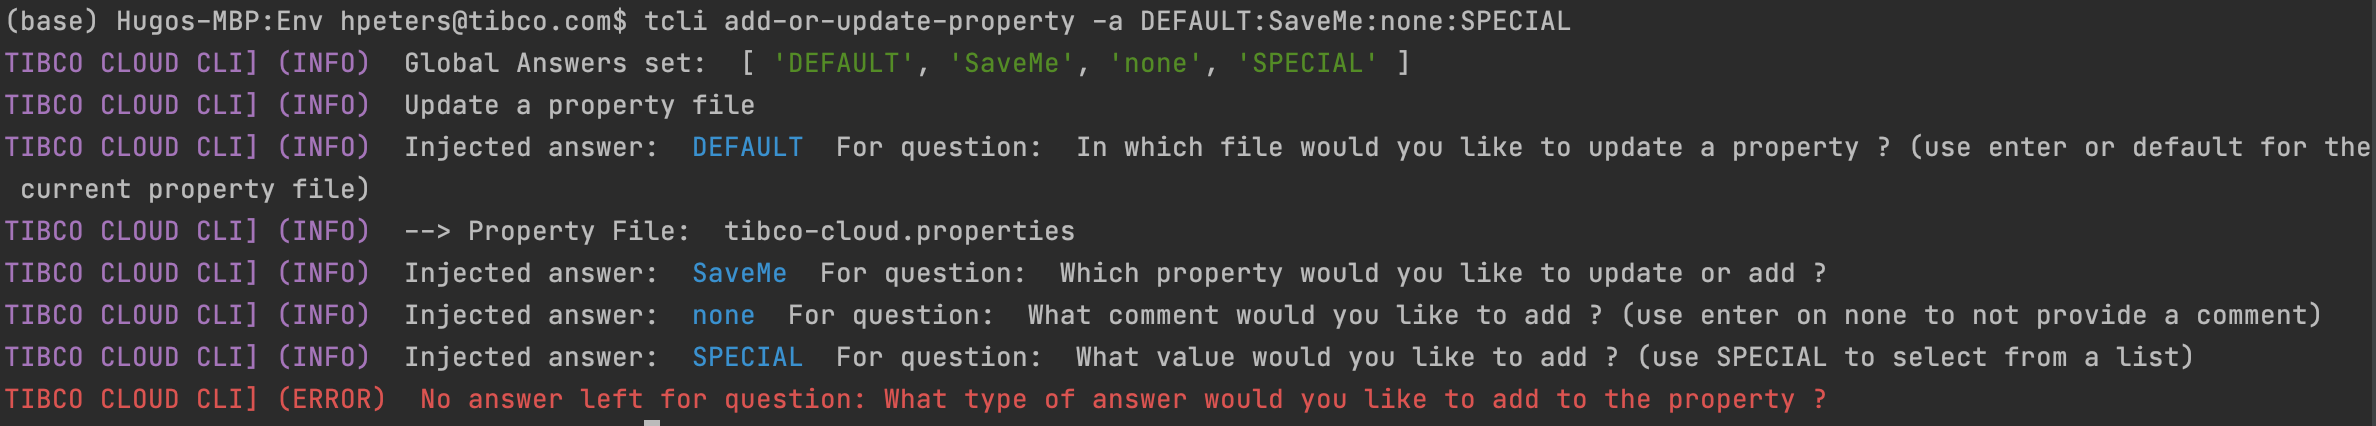 (base) Hugos-MBP:Env hpeters@tibco.com$ tcli add-or-update-property -a DEFAULT:SaveMe:none:SPECIAL
TIBCO CLOUD CLI] (INFO)  Global Answers set:  [ 'DEFAULT', 'SaveMe', 'none', 'SPECIAL' ]
TIBCO CLOUD CLI] (INFO)  Update a property file
TIBCO CLOUD CLI] (INFO)  Injected answer:  DEFAULT  For question:  In which file would you like to update a property ? (use enter or default for the
 current property file)
TIBCO CLOUD CLI] (INFO)  --> Property File:  tibco-cloud.properties
TIBCO CLOUD CLI] (INFO)  Injected answer:  SaveMe  For question:  Which property would you like to update or add ?
TIBCO CLOUD CLI] (INFO)  Injected answer:  none  For question:  What comment would you like to add ? (use enter on none to not provide a comment)
TIBCO CLOUD CLI] (INFO)  Injected answer:  SPECIAL  For question:  What value would you like to add ? (use SPECIAL to select from a list)
TIBCO CLOUD CLI] (ERROR)  No answer left for question: What type of answer would you like to add to the property ?